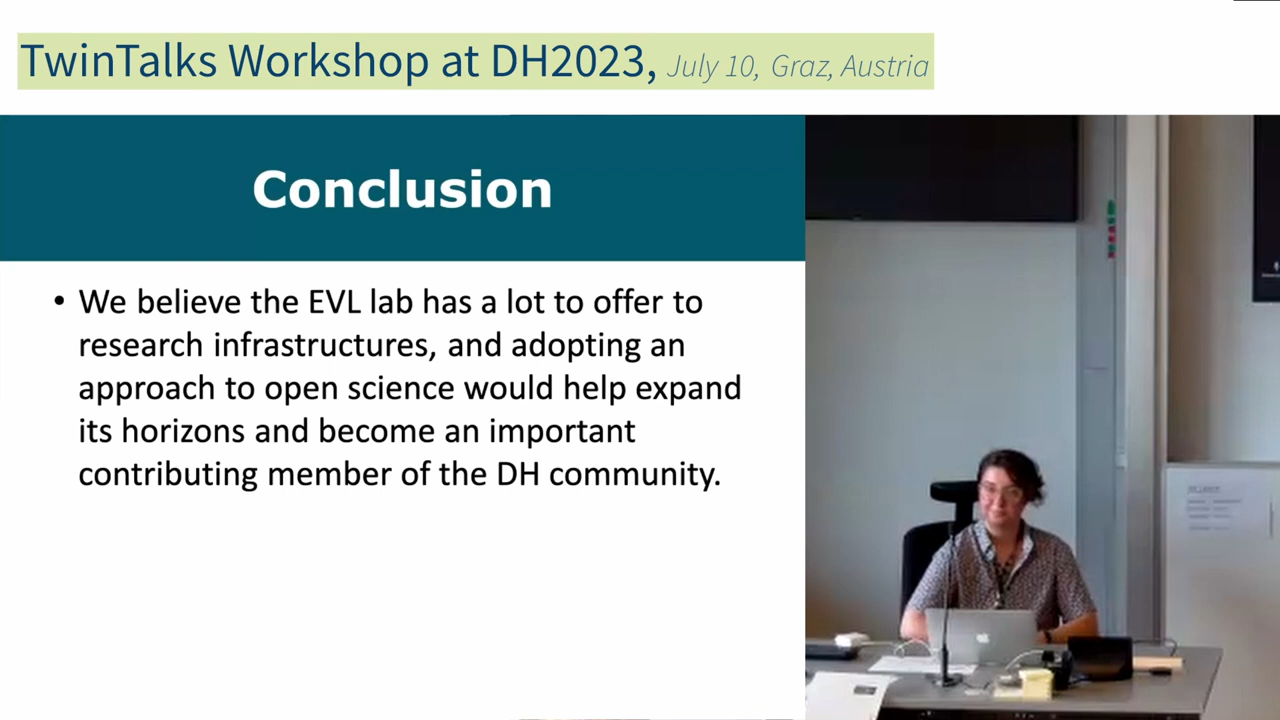 TwinTalks Workshop at DH2023, July 10, Graz, Austria
Conclusion
• We believe the EVL lab has a lot to offer to
research infrastructures, and adopting an
approach to open science would help expand
its horizons and become an important
contributing member of the DH community.